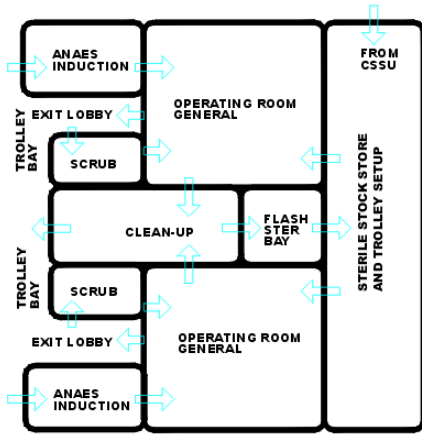 ANAES
INDUCTION
FROM
CSSU
EXIT LOBBY
OPERATING ROOM
GENERAL
TROLLEY
BAY
SCRUB
CLEAN-UP
FLASH
STER
BAY
STERILE STOCK STORE
AND TROLLEY SETUP
TROLLEY
BAY
SCRUB
EXIT LOBBY
OPERATING ROOM
GENERAL
ANAES
INDUCTION